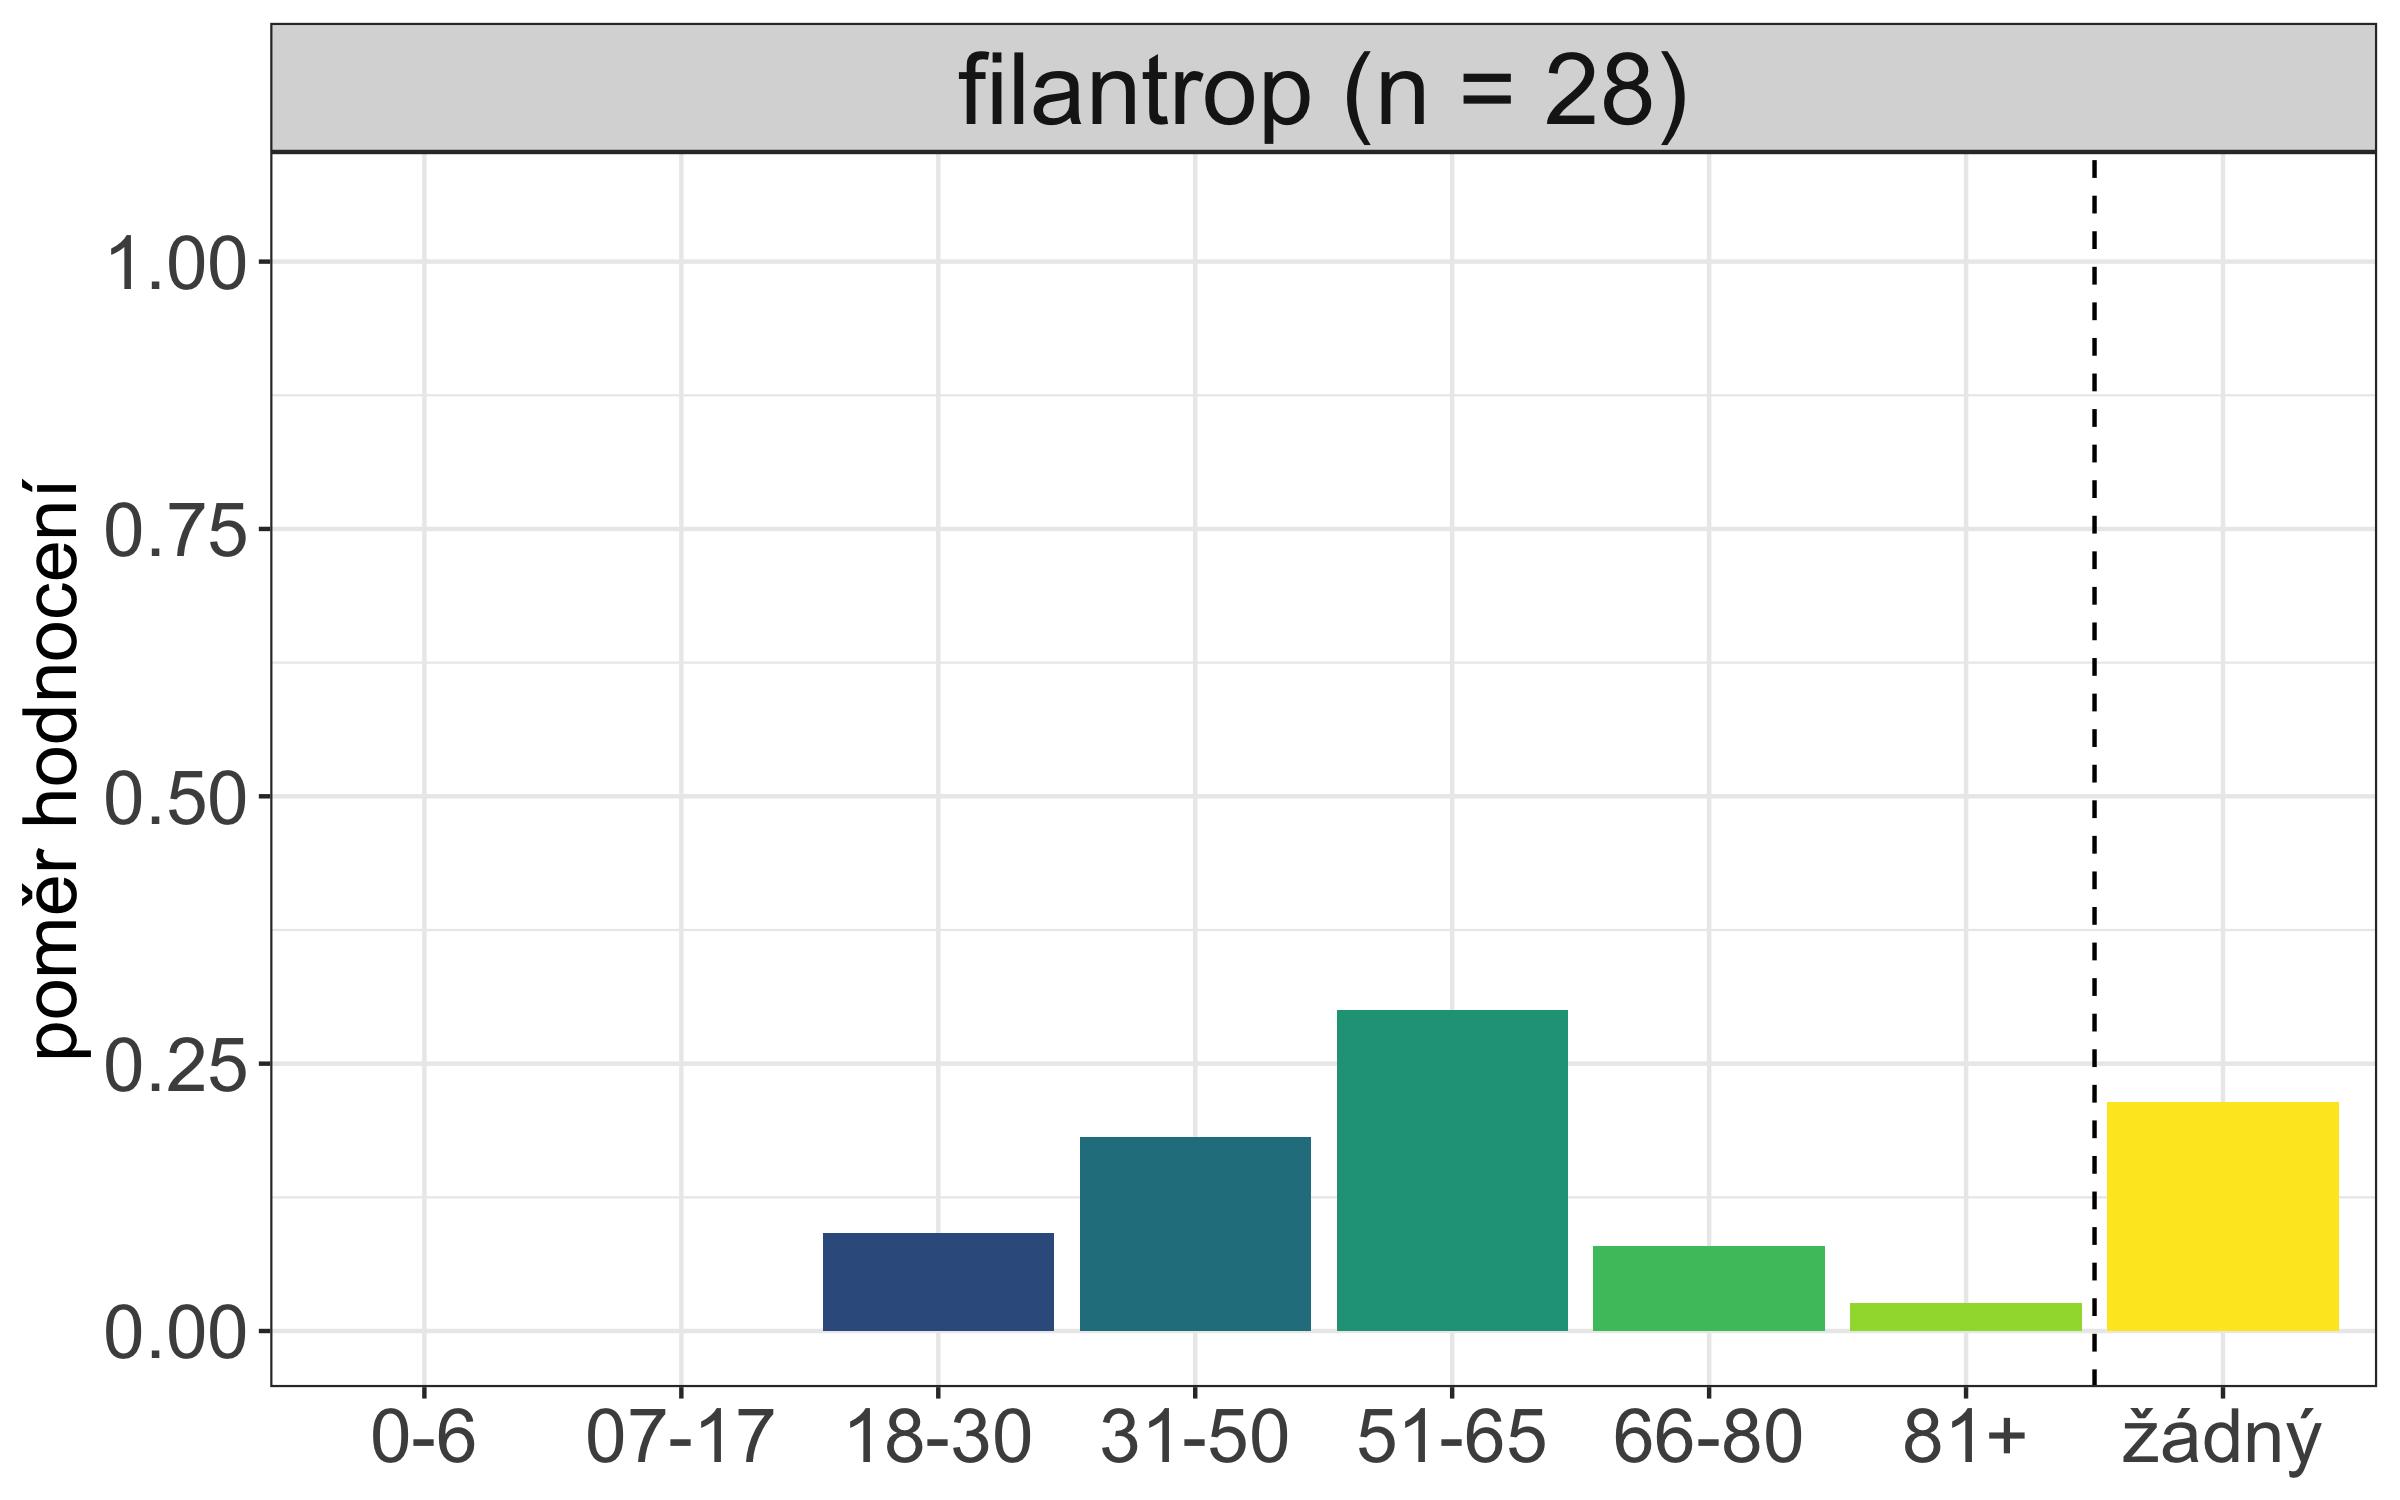 filantrop (n = 28)
poměr hodnocení
1.00
0.75
0.50
0.25
0.00
0-6 07-17 18-30 31-50 51-65 66-80 81+ žádný